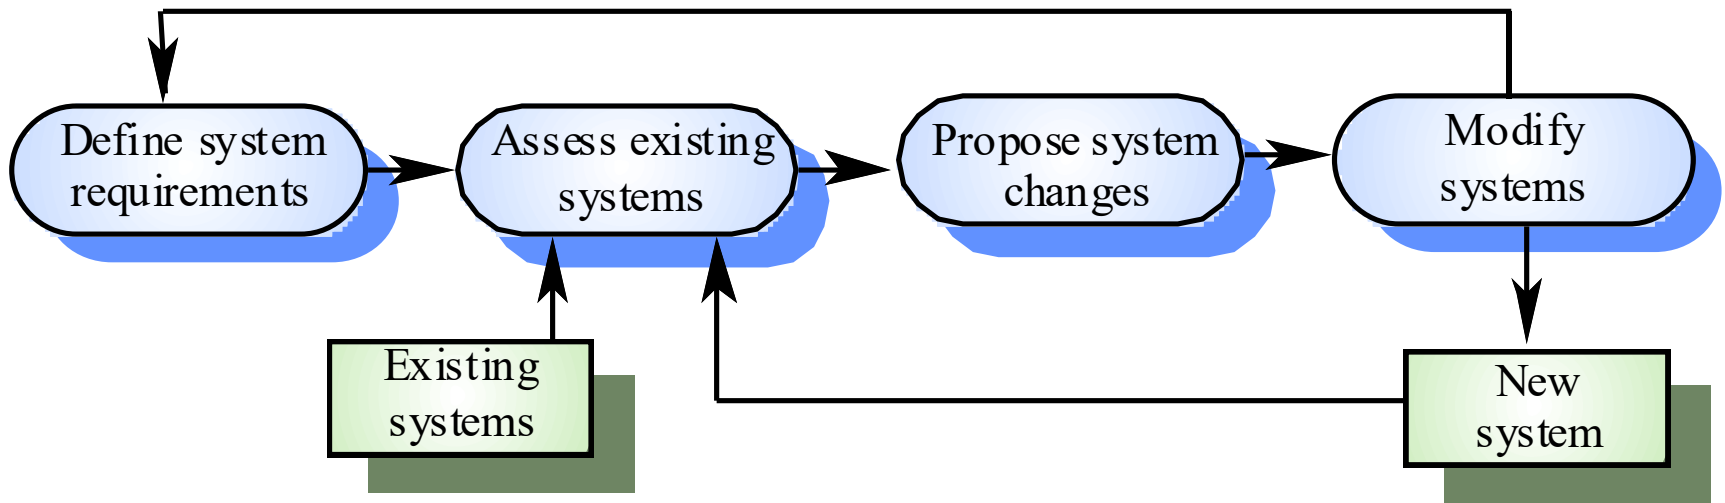 Define system
requirements
Assess existing
systems
Propose system
changes
Modify
systems
Existing
systems
New
system